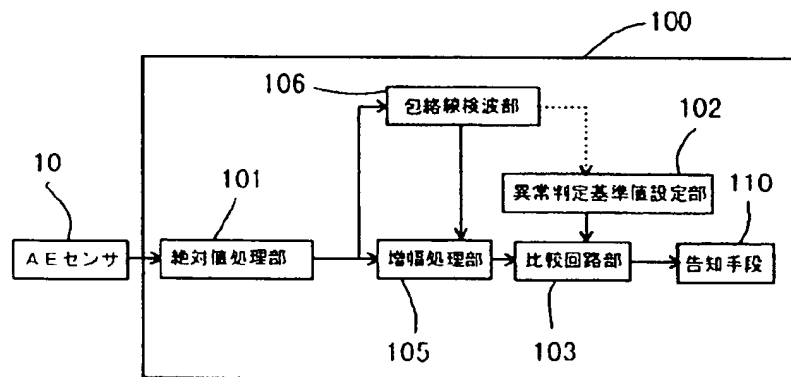 100
106
包絡線検波部
102
10
101
異常判定基準値設定部
110
AEセンサ
絶対値処理部
増幅処理部
比較回路部
告知手段
105
103